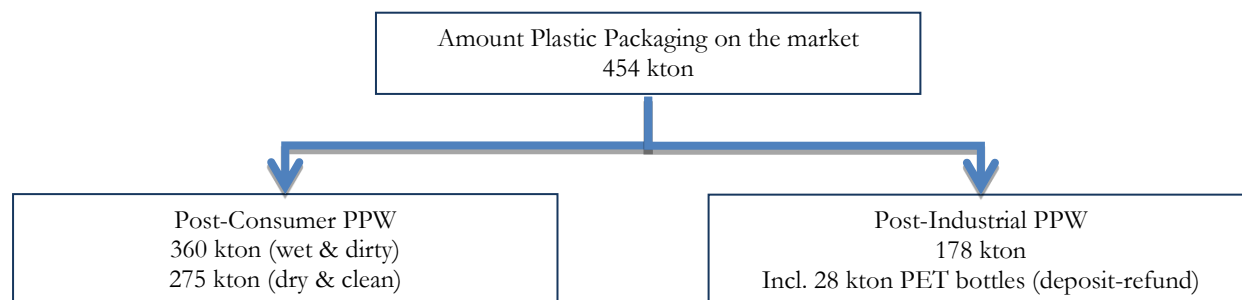 Amount Plastic Packaging on the market
454 kton
Post-Consumer PPW
360 kton (wet & dirty)
275 kton (dry & clean)
Post-Industrial PPW
178 kton
Incl. 28 kton PET bottles (deposit-refund)